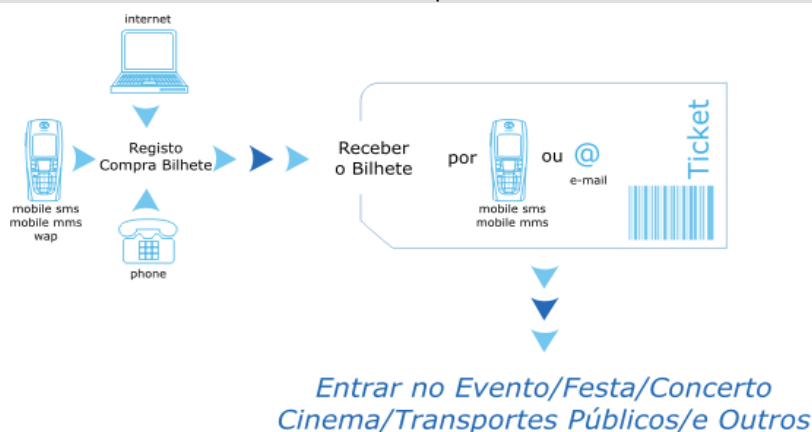 internet
Registo
Compra Bilhete
mobile sms
mobile mms
wap
phone
Receber
o Bilhete
por
mobile sms
mobile mms
ou
@
e-mail
Ticket
Entrar no Evento/Festa/Concerto
Cinema/Transportes Públicos/e Outros